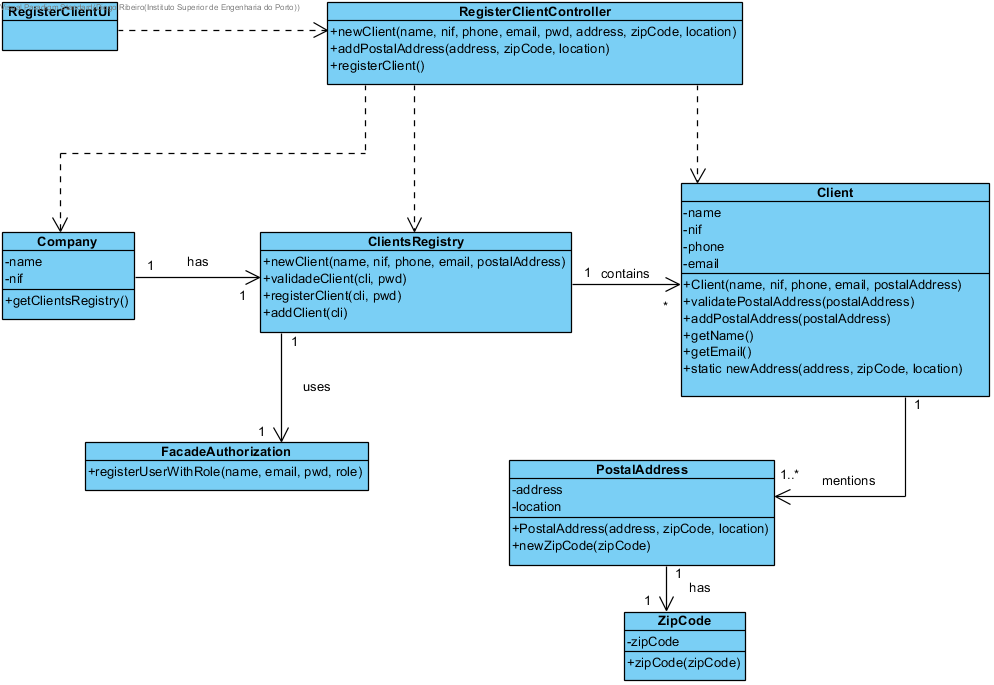 Ribeiro(Instituto Superior de Engenharia do Porto))
RegisterClientUI
RegisterClientController
+newClient(name, nif, phone, email, pwd, address, zipCode, location)
+addPostalAddress(address, zipCode, location)
+registerClient()
Client
-name
-nif
-phone
-email
+Client(name, nif, phone, email, postalAddress)
+validatePostalAddress(postalAddress)
+addPostalAddress(postalAddress)
+getName()
+getEmail()
+static newAddress(address, zipCode, location)
Company
-name
-nif
+getClientsRegistry()
1
has
1
ClientsRegistry
+newClient(name, nif, phone, email, postalAddress)
+validadeClient(cli, pwd)
+registerClient(cli, pwd)
+addClient(cli)
1 contains
*
1
uses
1
FacadeAuthorization
+registerUserWithRole(name, email, pwd, role)
1
mentions
1..*
PostalAddress
-address
-location
+PostalAddress(address, zipCode, location)
+newZipCode(zipCode)
1
has
1
ZipCode
-zipCode
+zipCode(zipCode)